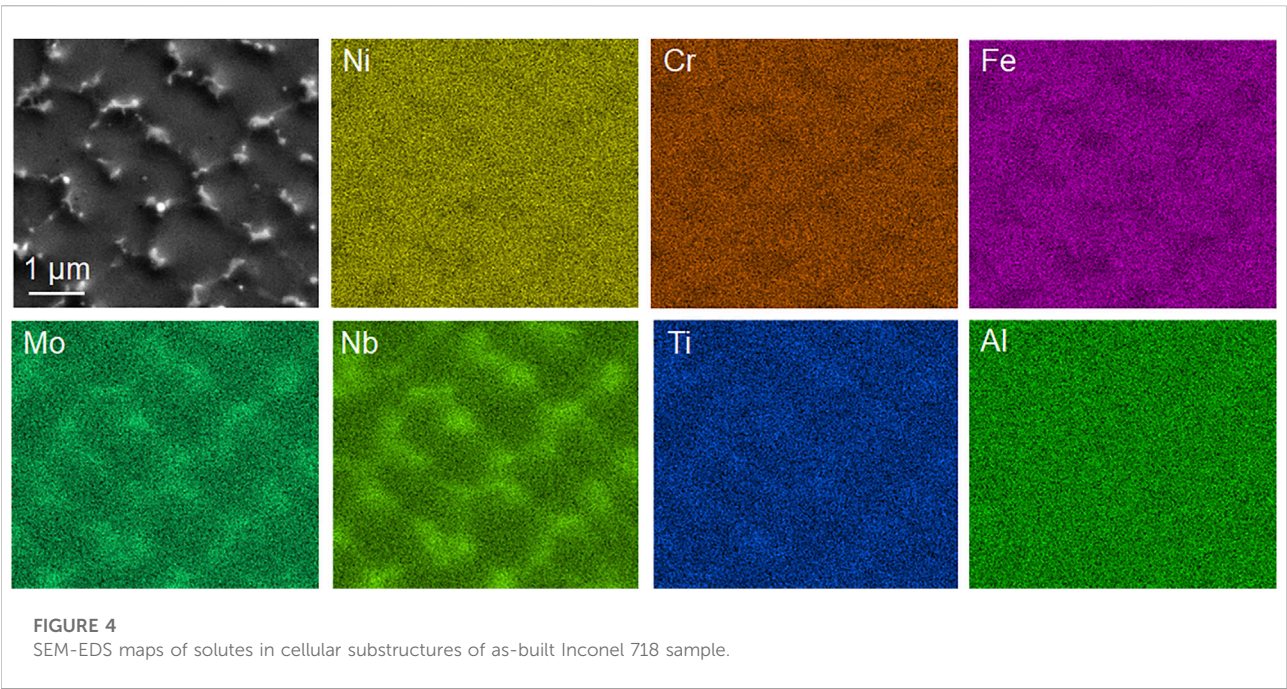 Ni
Cr
Fe
1 μm
Mo
Nb
Ti
Al
FIGURE 4
SEM-EDS maps of solutes in cellular substructures of as-built Inconel 718 sample.